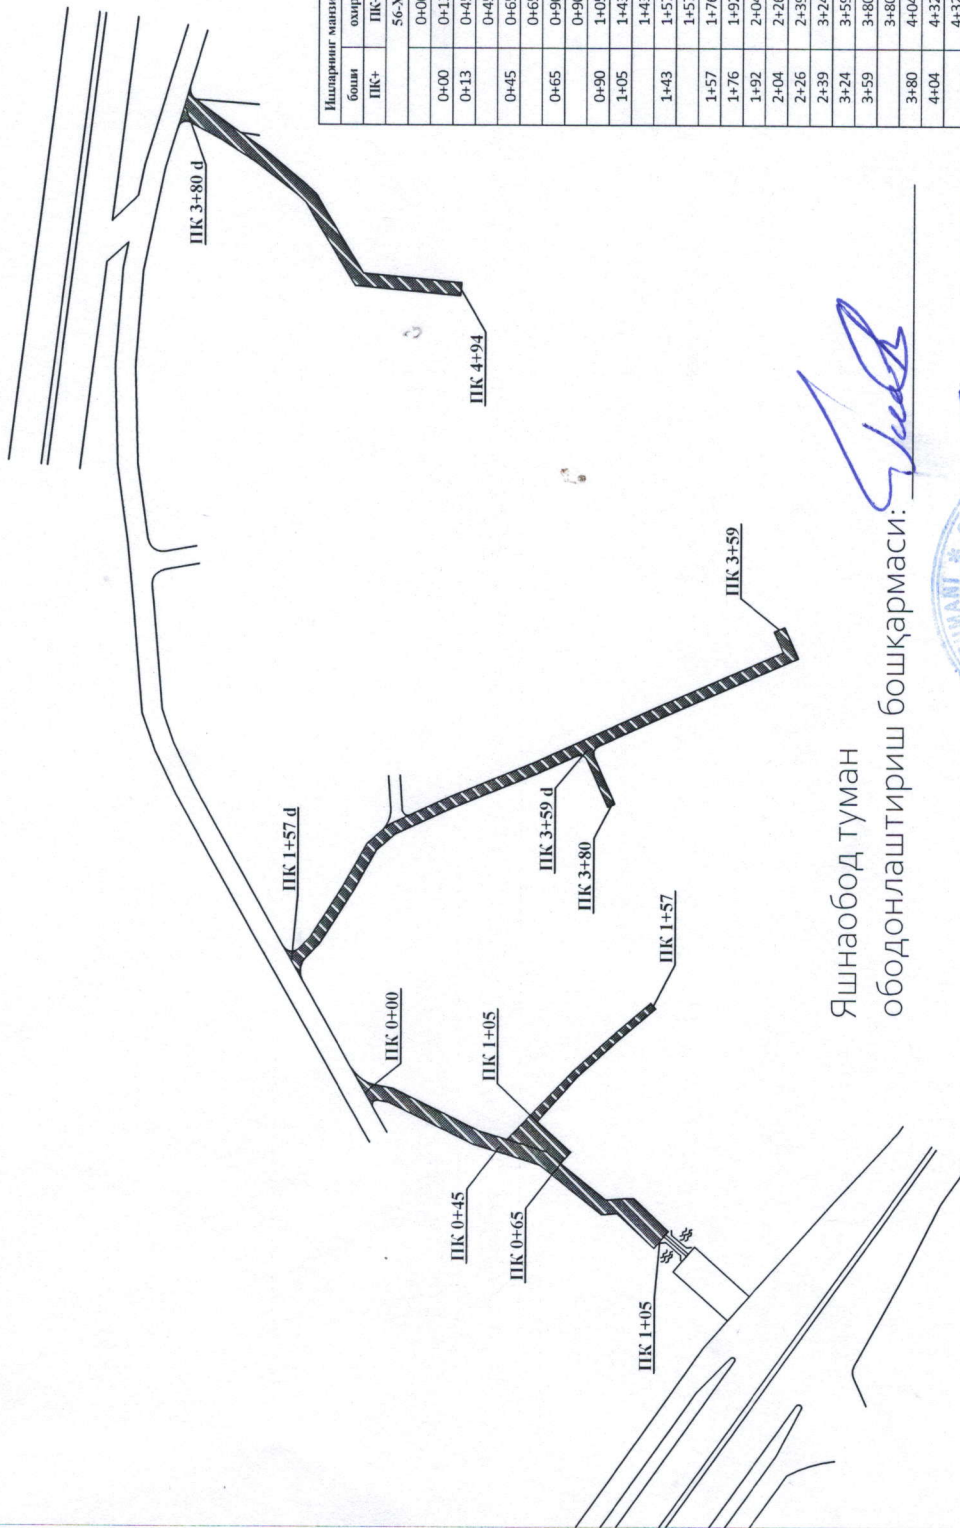 ПК 3+80 d
ПК 4+94
ПК 1+57 d
ПК 3+59
ПК 3+59 d
ПК 3+80
ПК 0+00
ПК 1+05
ПК 1+57
ПК 0+45
ПК 0+65
ПК 1+05
Ишларнинг
боши
ПК+
0+00
0+13
0+45
0+65
0+90
1+05
1+43
1+57
1+76
1+92
2+04
2+26
2+39
3+24
3+59
3+80
4+04
Яшнаобод туман
ободонлаштириш бошқармаси: